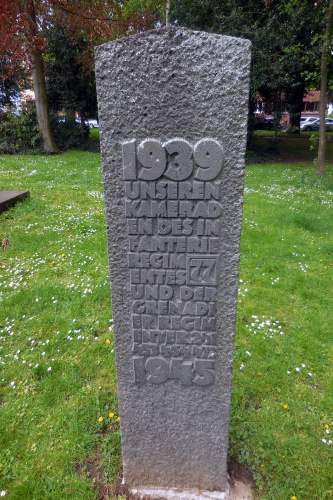 1939
UNSEREN
KAMERAD
EN DES IN
FANTERIE
REGIM
ENTES 77
UND DER
GRENADI
ER REGIM
1945